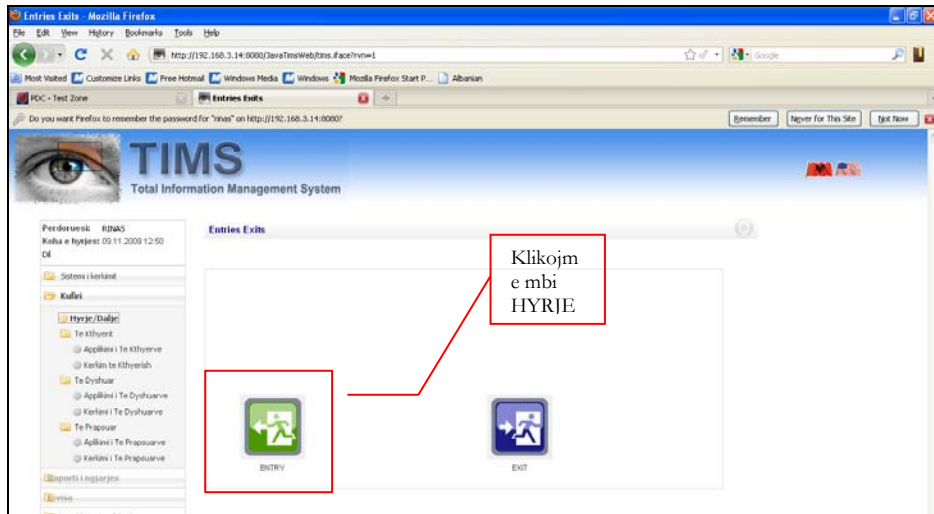 Entries Exits - Mozilla Firefox
File Edit View History Bookmarks Tools Help
http://192.168.3.14:8080/JavaTimsWeb/tims.iface?rvn=1
Google
Most Visited Customize Links Free Hotmail Windows Media Windows Mozilla Firefox Start P... Albanian
PDC - Test Zone Entries Exits
Do you want Firefox to remember the password for "rinas" on http://192.168.3.14:8080? Remember Never for This Site Not Now
TIMS
Total Information Management System
Perdoruesi: RINAS
Koha e hyrjes: 09.11.2009 12:50
Dil
Entries Exits
Klikojm
e mbi
HYRJE
Sistemi i kerkimit
Kufiri
Hyrje/Dalje
Te Kthyerit
Applikimi i Te Kthyerve
Kerkim te Kthyerish
Te Dyshuar
Applikimi i Te Dyshuarve
Kerkimi i Te Dyshuarve
Te Prapsuar
Aplikimi i Te Prapsuarve
Kerkimi i Te Prapsuarve
Raporti i ngjarjes
viza
ENTRY
EXIT